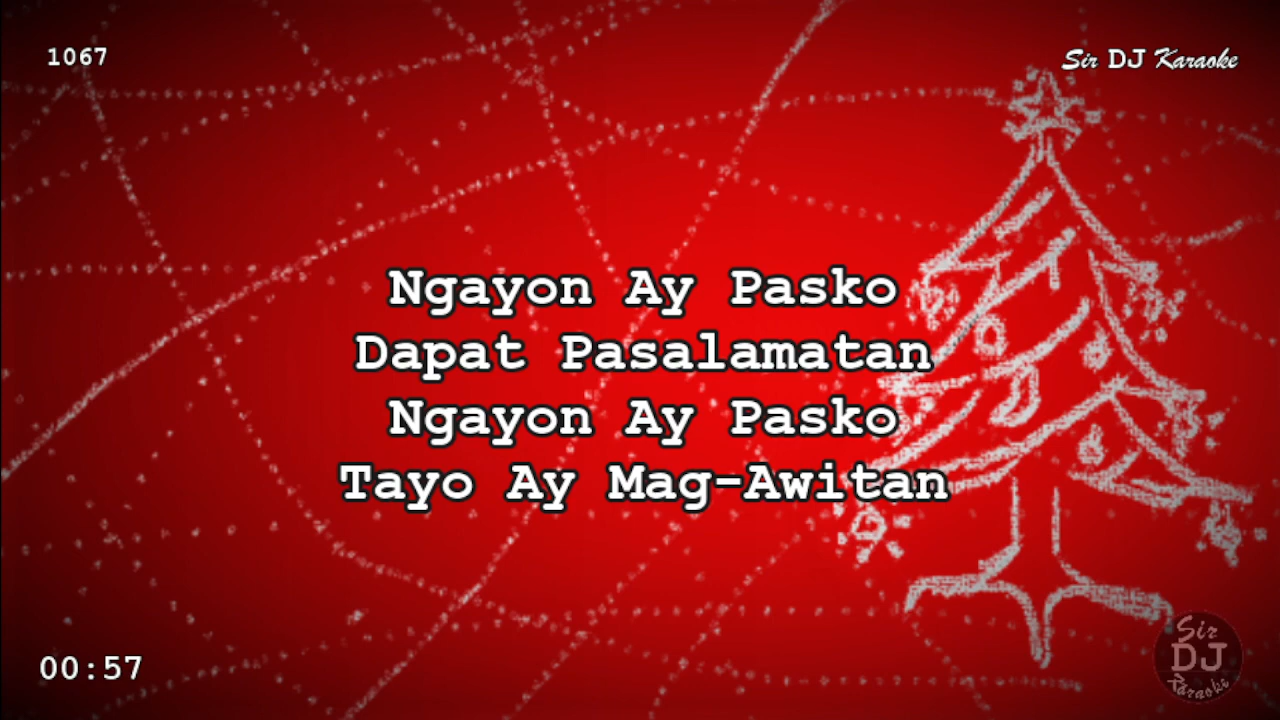 1067
Sir DJ Karaoke
Ngayon Ay Pasko
Dapat Pasalamatan
Ngayon Ay Pasko
Tayo Ay Mag-Awitan
00:57
Sir
DJ
Karaoke